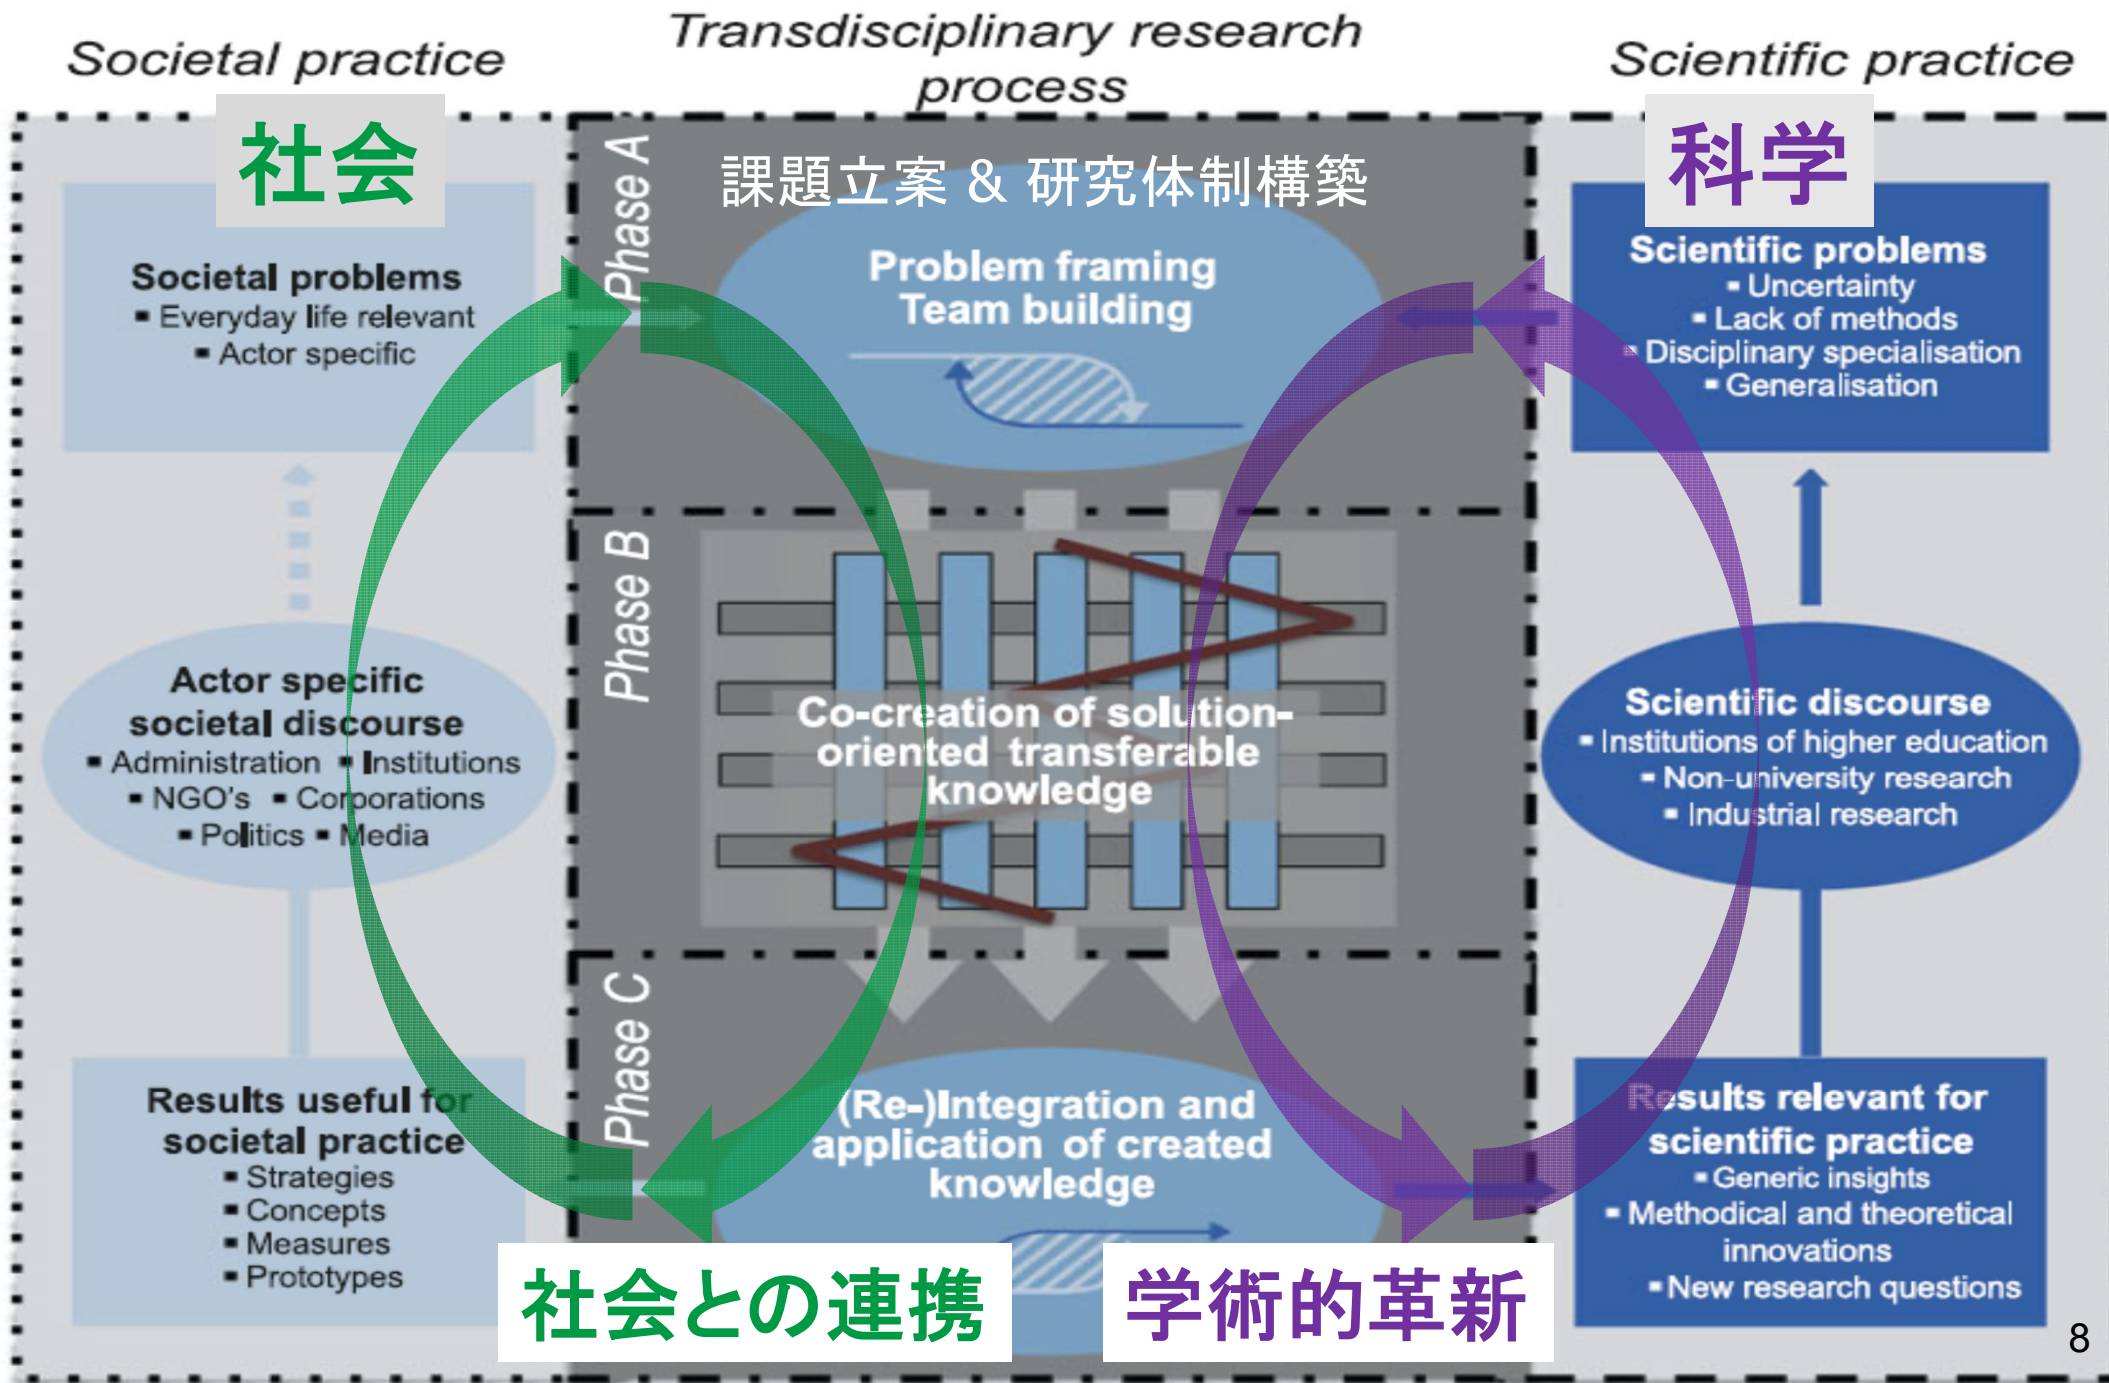 Societal practice
Transdisciplinary research
process
Scientific practice
社会
Societal problems
▪ Everyday life relevant
▪ Actor specific
Actor specific
societal discourse
▪ Administration ▪ Institutions
▪ NGO's ▪ Corporations
▪ Politics ▪ Media
Results useful for
societal practice
▪ Strategies
▪ Concepts
▪ Measures
▪ Prototypes
Phase A
課題立案 & 研究体制構築
Problem framing
Team building
Phase B
Co-creation of solution-
oriented transferable
knowledge
Phase C
(Re-)Integration and
application of created
knowledge
社会との連携
学術的革新
科学
Scientific problems
▪ Uncertainty
▪ Lack of methods
▪ Disciplinary specialisation
▪ Generalisation
Scientific discourse
▪ Institutions of higher education
▪ Non-university research
▪ Industrial research
Results relevant for
scientific practice
▪ Generic insights
▪ Methodical and theoretical
innovations
▪ New research questions
8